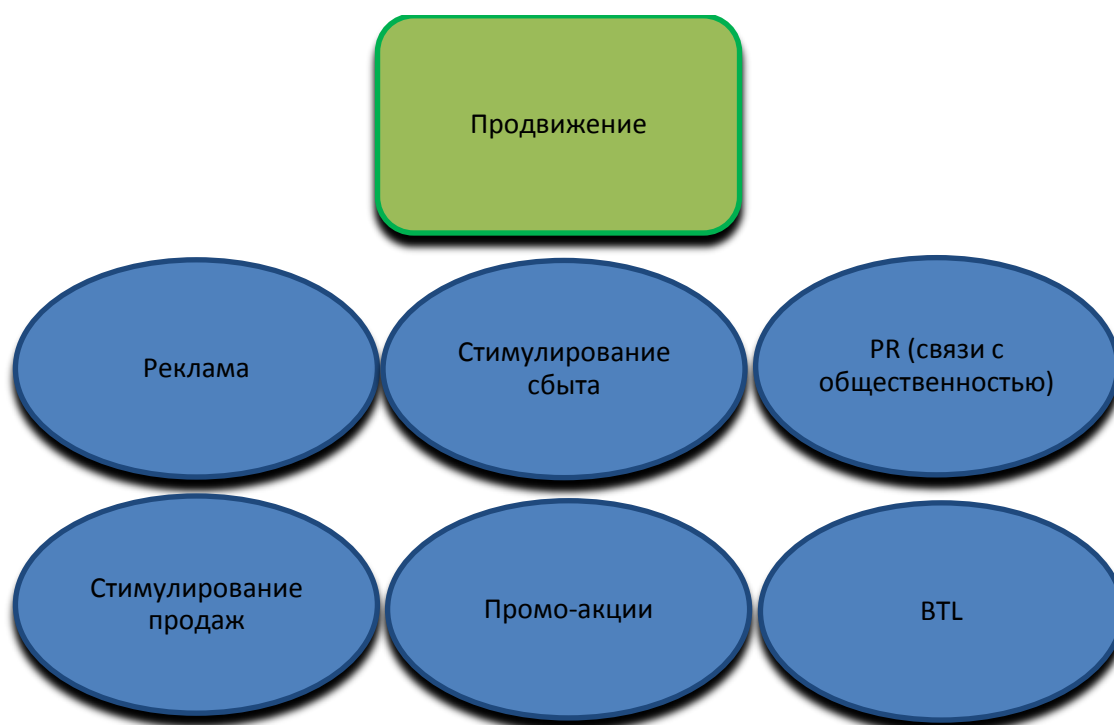 Продвижение
Реклама
Стимулирование
сбыта
PR (связи с
общественностью)
Стимулирование
продаж
Промо-акции
BTL